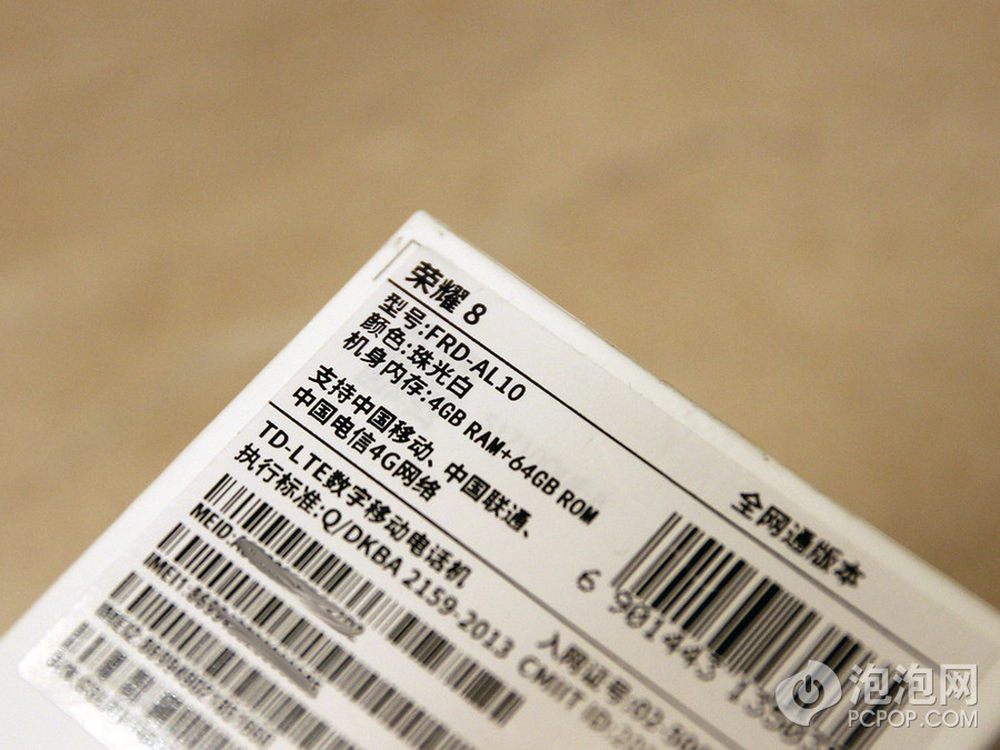 荣耀 8
全网通版本
型号:FRD-AL10
颜色:珠光白
机身内存:4GB RAM+64GB ROM
支持中国移动、中国联通、
中国电信4G网络
TD-LTE数字移动电话机
执行标准:Q/DKBA 2159-2013
入网证号:02-
CMIIT ID:
6 901443
MEID:A
IMEI1:86
泡泡网
PCPOP.COM